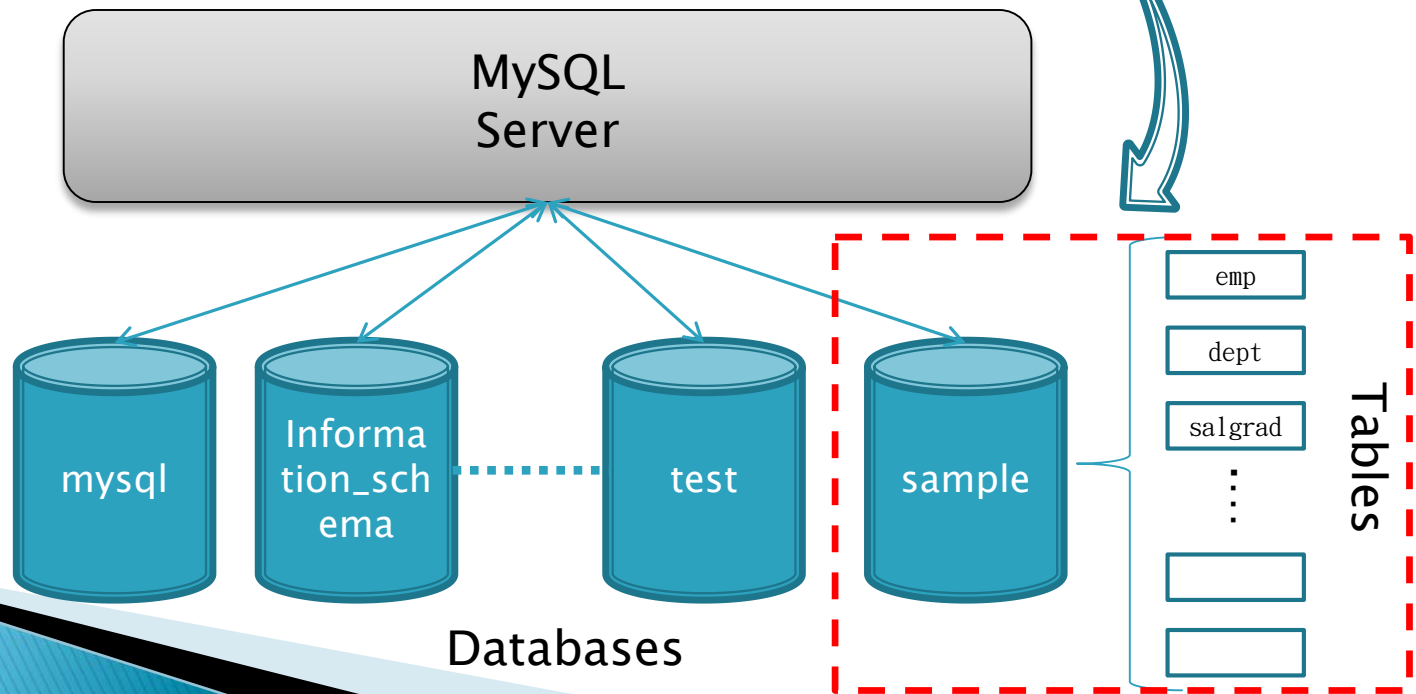 MySQL
Server
emp
dept
salgrad
Tables
mysql
Informa
tion_sch
ema
test
sample
Databases